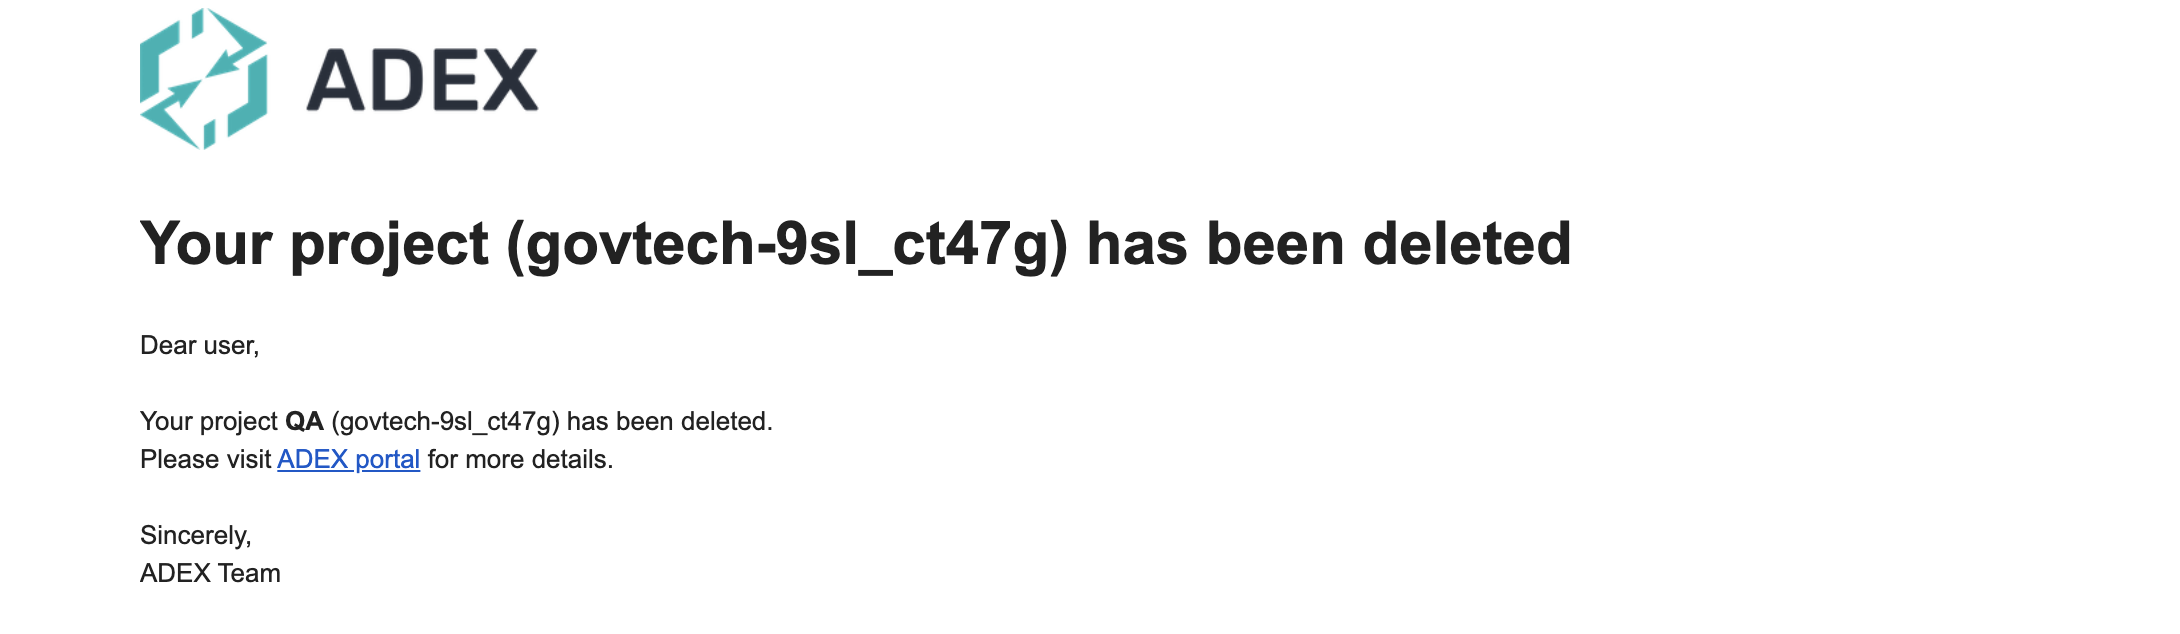 ADEX
Your project (govtech-9sl_ct47g) has been deleted
Dear user,
Your project QA (govtech-9sl_ct47g) has been deleted.
Please visit ADEX portal for more details.
Sincerely,
ADEX Team